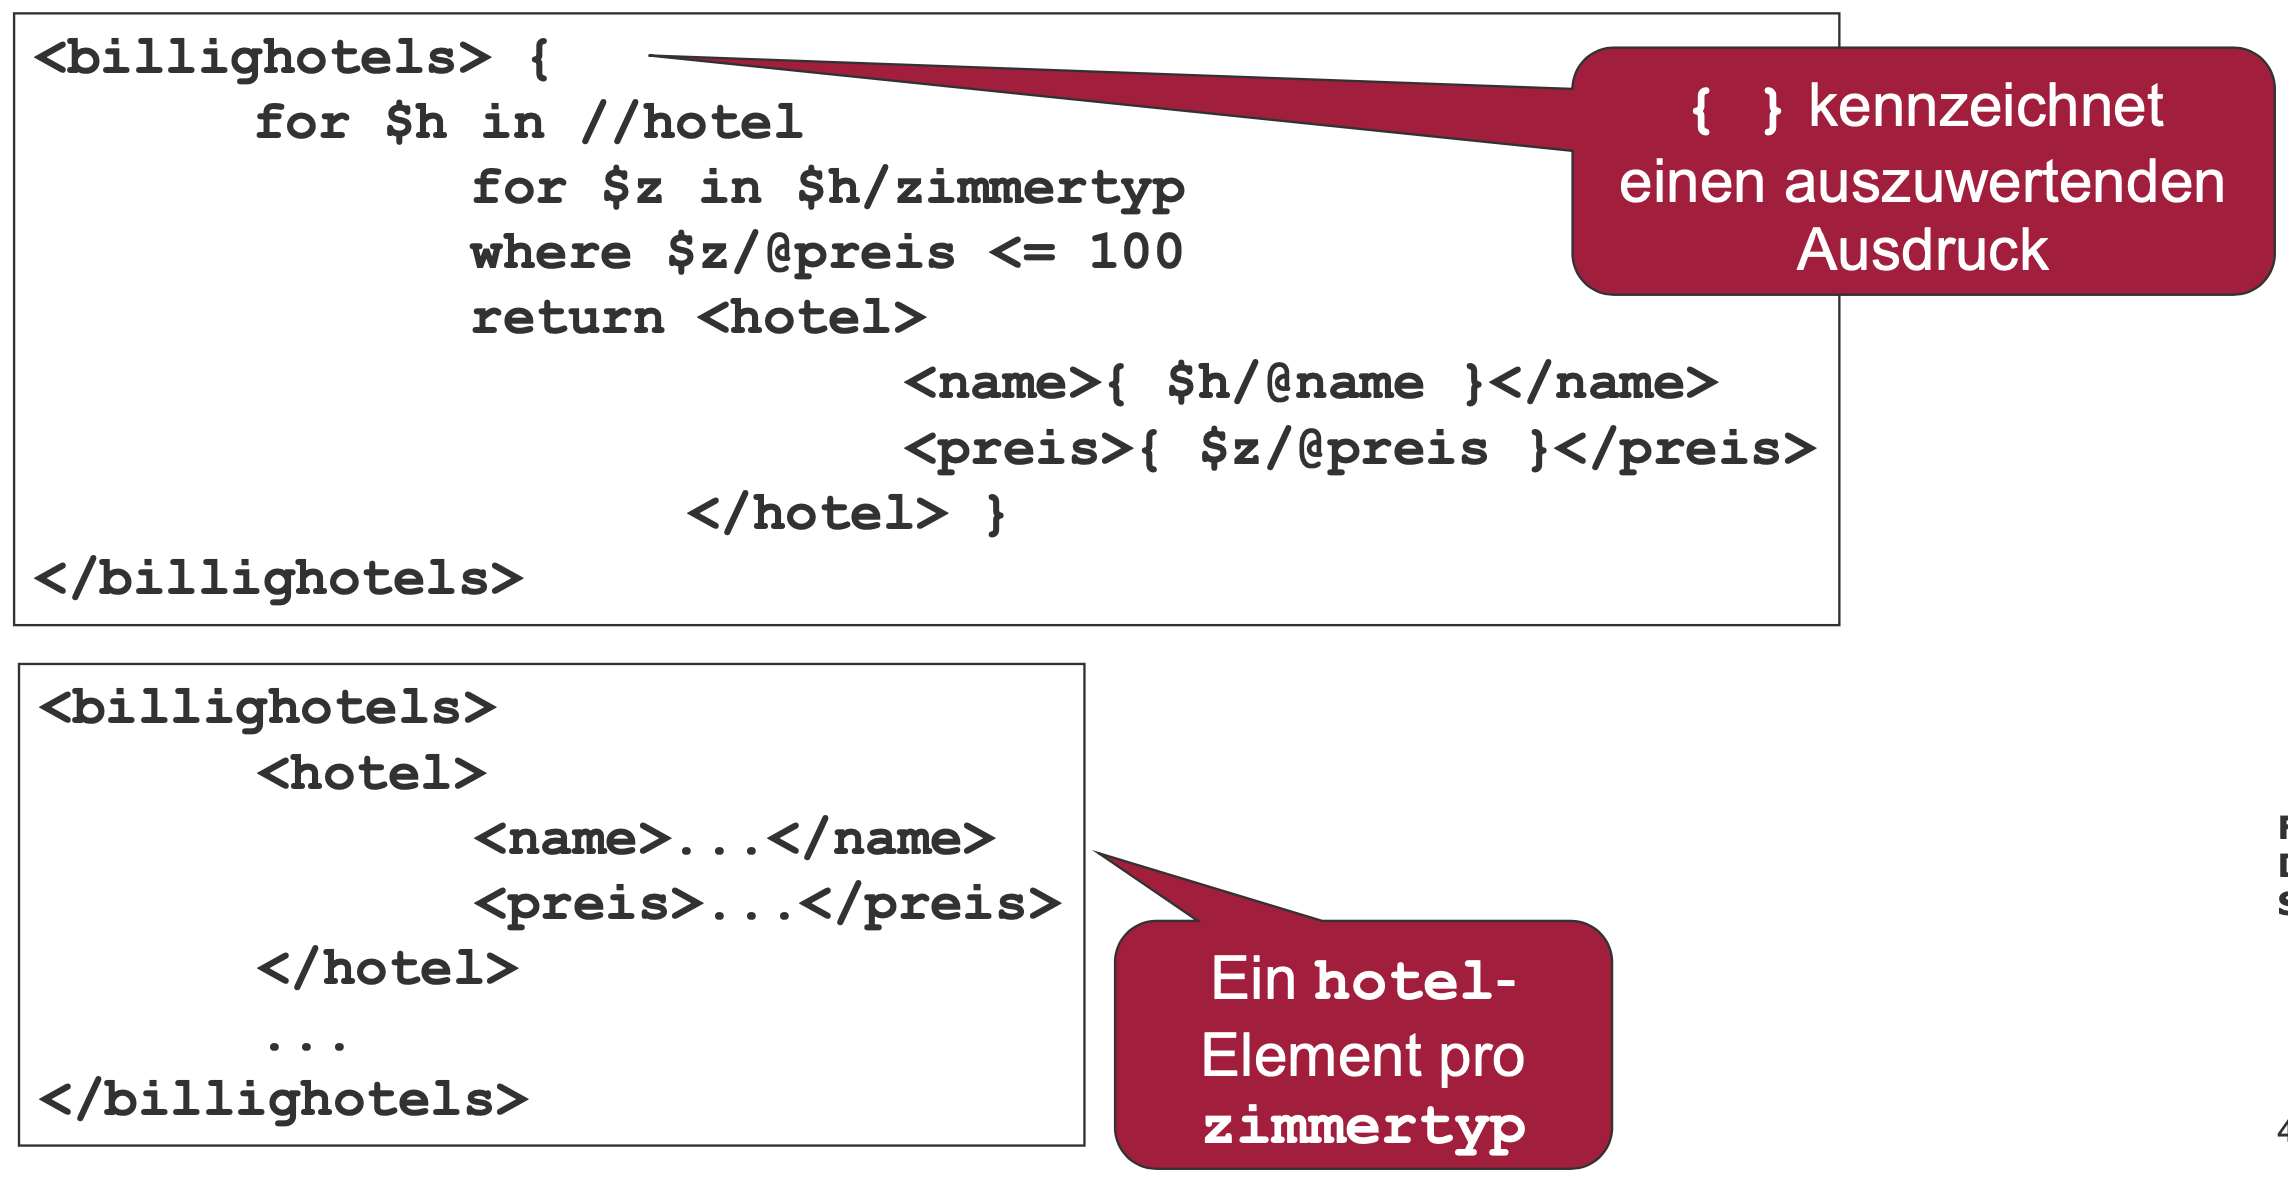 <billighotels> {
for $h in //hotel
for $z in $h/zimmertyp
where $z/@preis <= 100
return <hotel>
<name>{ $h/@name }</name>
<preis>{ $z/@preis }</preis>
</hotel> }
</billighotels>
{ } kennzeichnet
einen auszuwertenden
Ausdruck
<billighotels>
<hotel>
<name>...</name>
<preis>...</preis>
</hotel>
...
</billighotels>
Ein hotel-
Element pro
zimmertyp